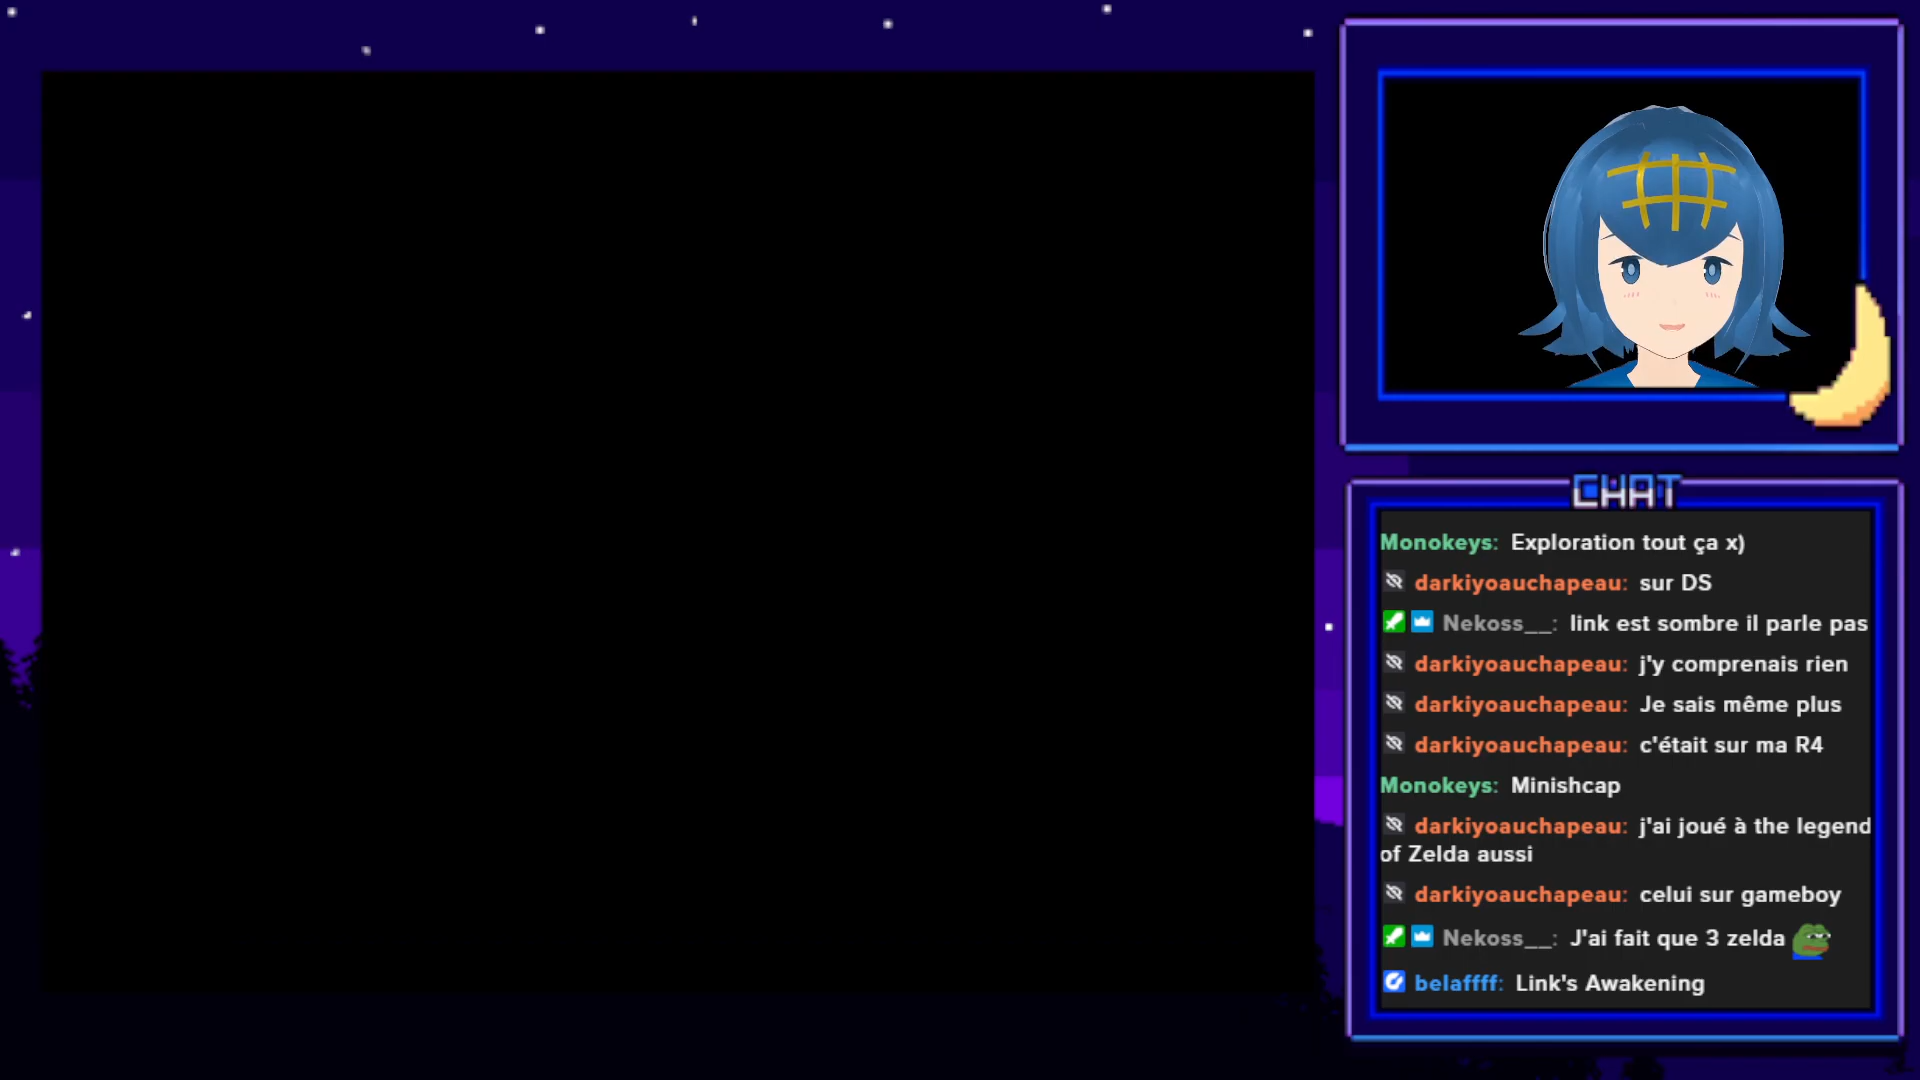 CHAT
Monokeys: Exploration tout ça x)
darkiyoauchapeau: sur DS
Nekoss__: link est sombre il parle pas
darkiyoauchapeau: j'y comprenais rien
darkiyoauchapeau: Je sais même plus
darkiyoauchapeau: c'était sur ma R4
Monokeys: Minishcap
darkiyoauchapeau: j'ai joué à the legend
of Zelda aussi
darkiyoauchapeau: celui sur gameboy
Nekoss__: J'ai fait que 3 zelda
belaffff: Link's Awakening